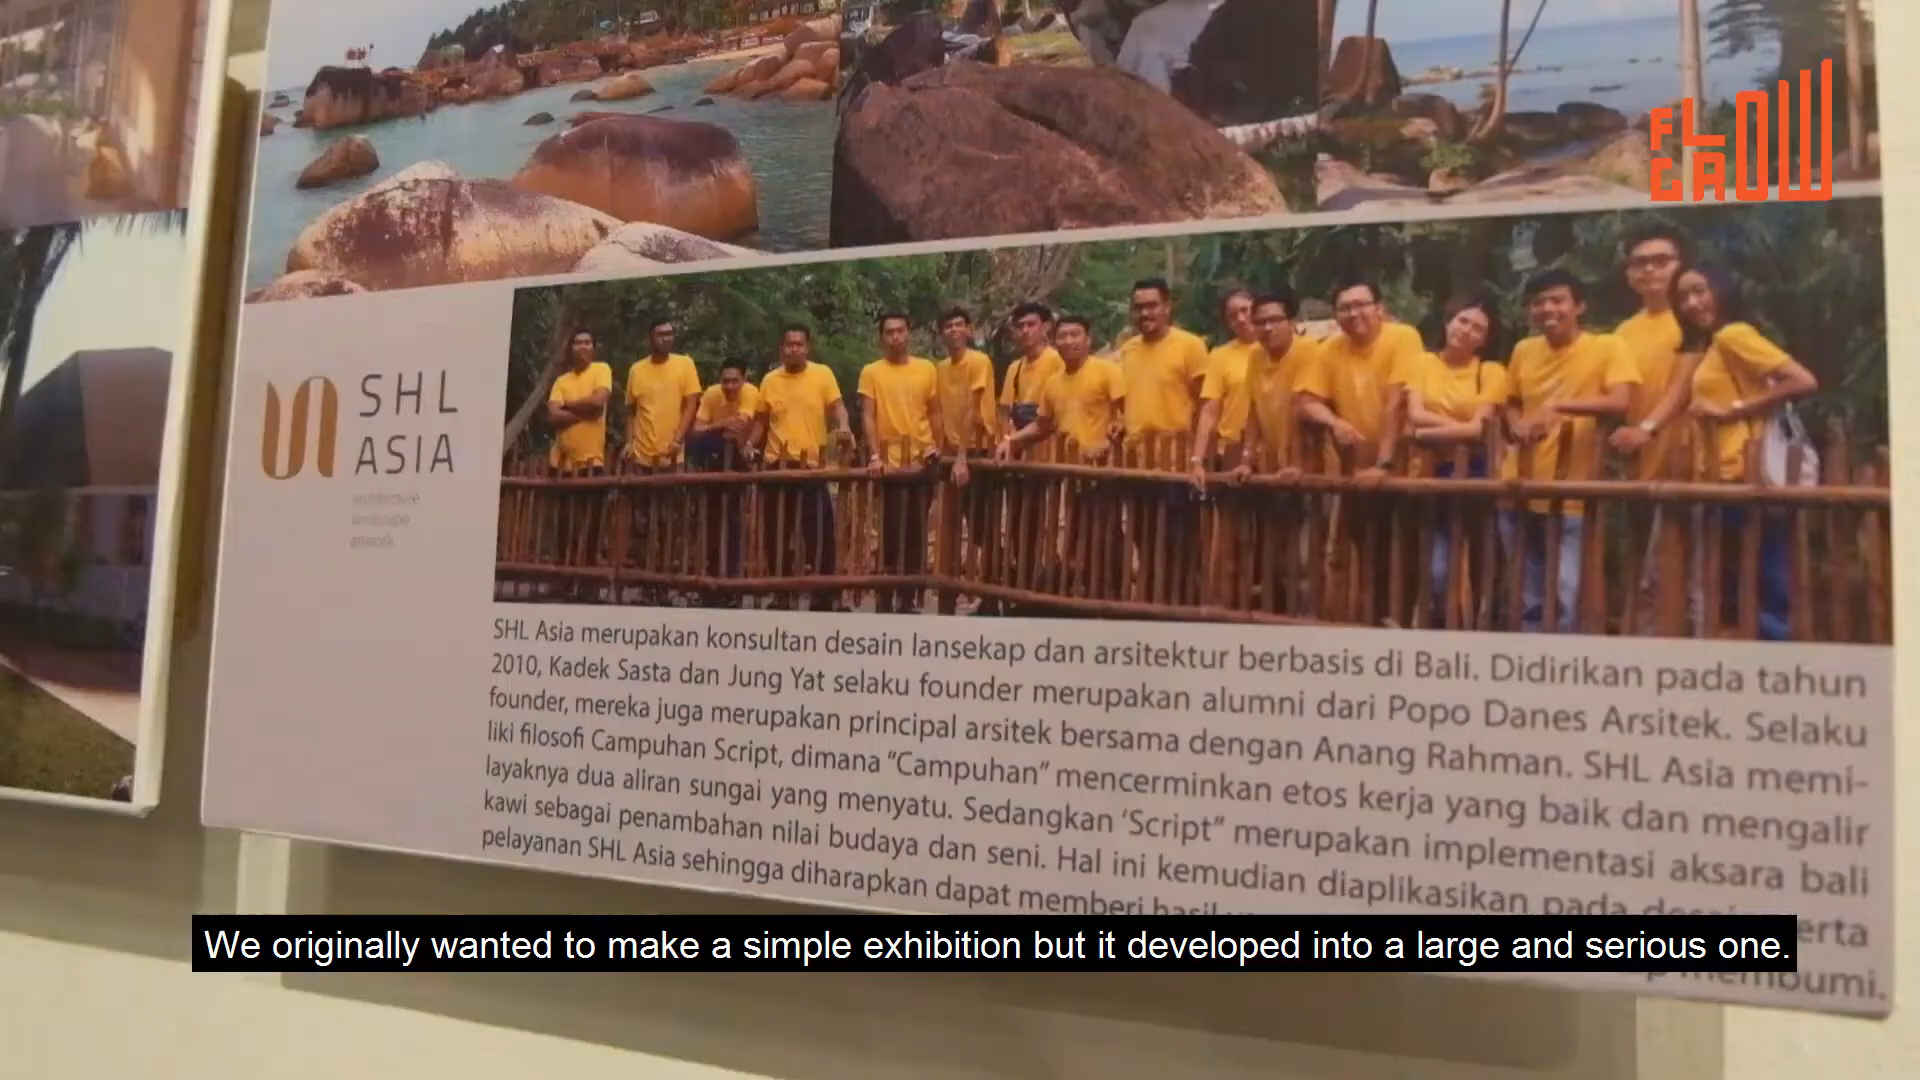 FLOW
GROW
SHL
ASIA
architecture
landscape
artwork
SHL Asia merupakan konsultan desain lansekap dan arsitektur berbasis di Bali. Didirikan pada tahun
2010, Kadek Sasta dan Jung Yat selaku founder merupakan alumni dari Popo Danes Arsitek. Selaku
founder, mereka juga merupakan principal arsitek bersama dengan Anang Rahman. SHL Asia memi-
liki filosofi Campuhan Script, dimana “Campuhan” mencerminkan etos kerja yang baik dan mengalir
layaknya dua aliran sungai yang menyatu. Sedangkan ‘Script” merupakan implementasi aksara bali
kawi sebagai penambahan nilai budaya dan seni. Hal ini kemudian diaplikasikan pada
pelayanan SHL Asia sehingga diharapkan dapat memberi
We originally wanted to make a simple exhibition but it developed into a large and serious one.